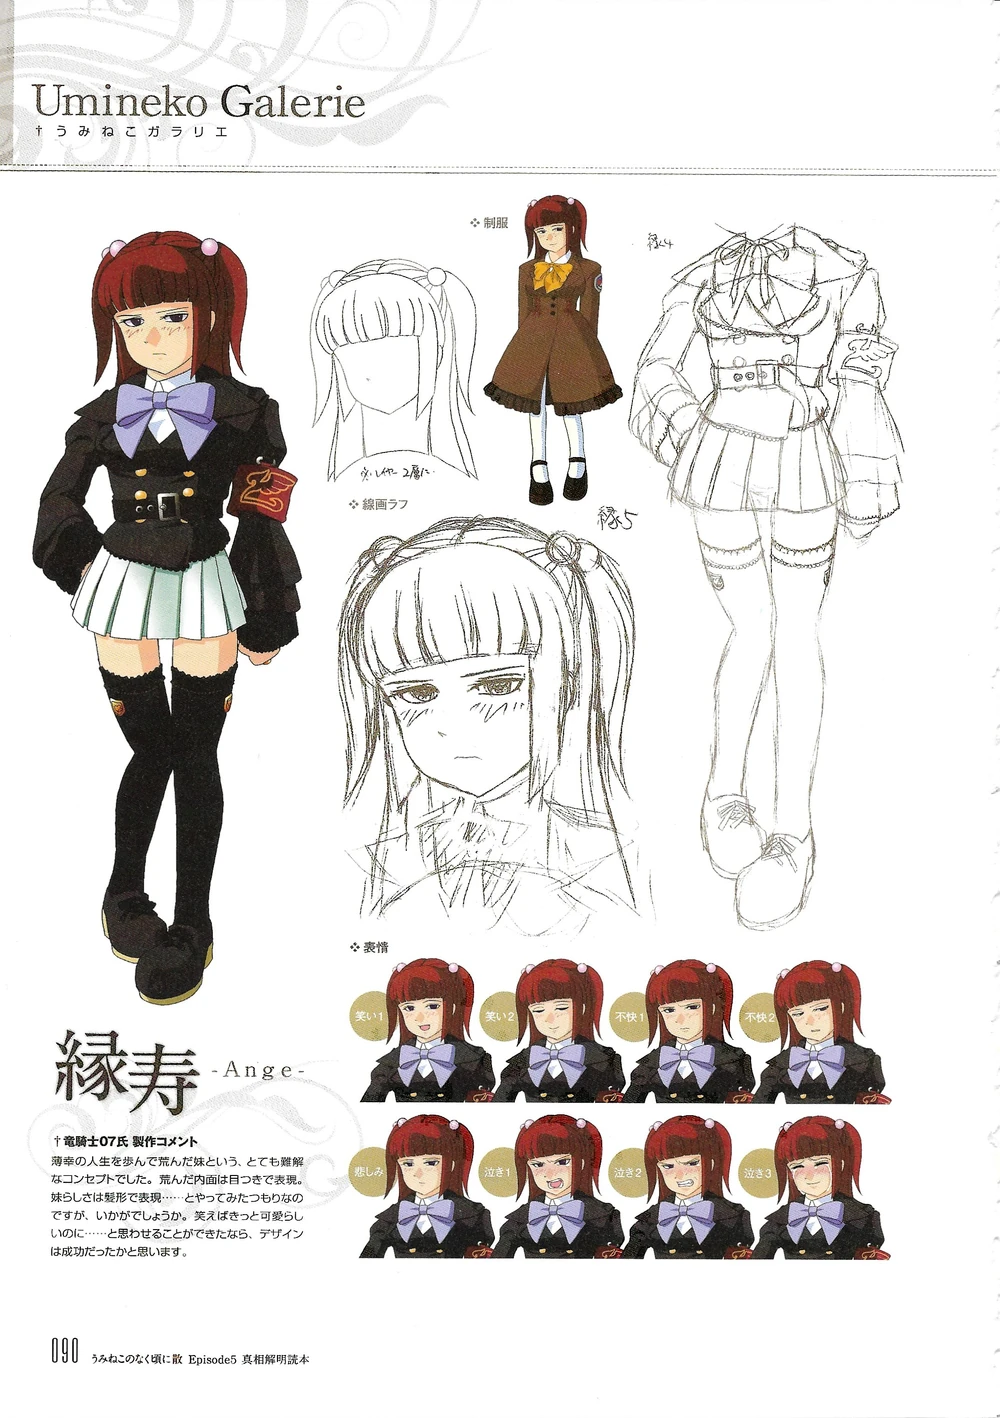 Umineko Galerie
†うみねこガラリエ
❖制服
縁4
❖線画ラフ
縁5
❖表情
笑い1
笑い2
不快1
不快2
悲しみ
泣き1
泣き2
泣き3
縁寿 -Ange-
†竜騎士07氏 製作コメント
薄幸の人生を歩んで荒んだ妹という、とても難解
なコンセプトでした。荒んだ内面は目つきで表現。
妹らしさは髪形で表現……とやってみたつもりなの
ですが、いかがでしょうか。笑えばきっと可愛らし
いのに……と思わせることができたなら、デザイン
は成功だったかと思います。
090 うみねこのなく頃に散 Episode5 真相解明読本